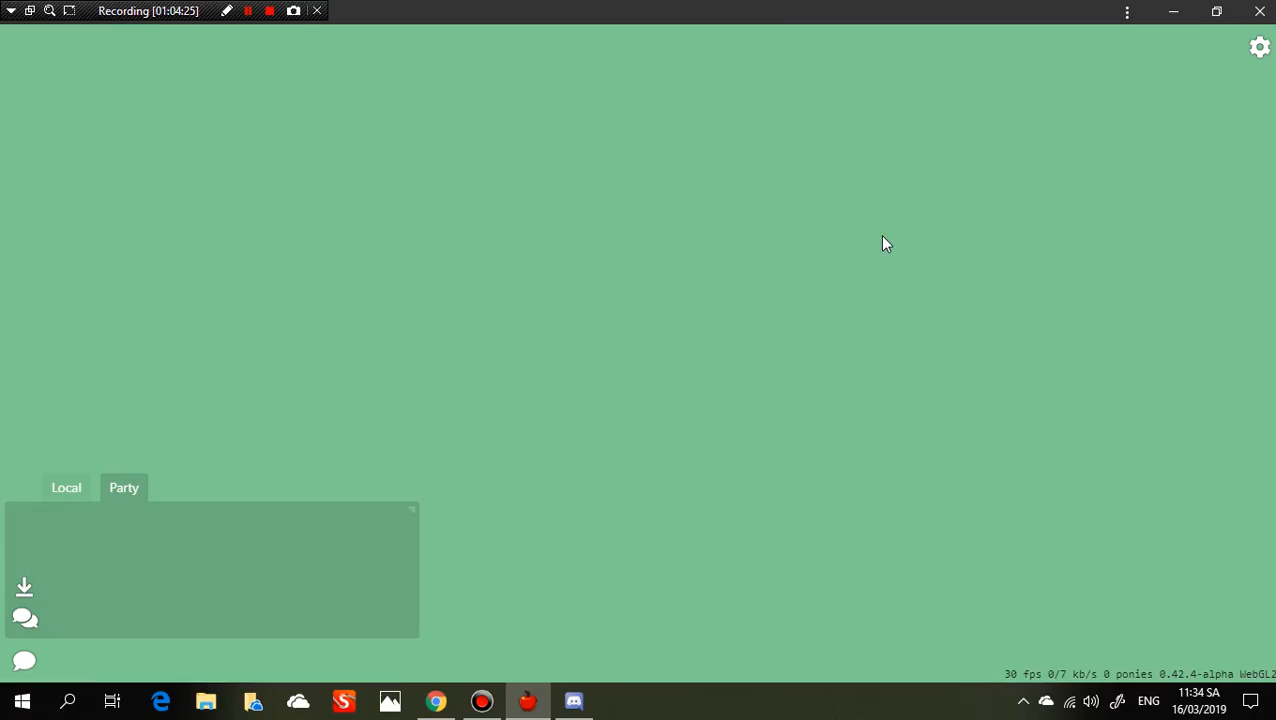 Recording [01:04:25]
Local
Party
30 fps 0/7 kb/s 0 ponies 0.42.4-alpha WebGL2
ENG
11:34 SA
16/03/2019